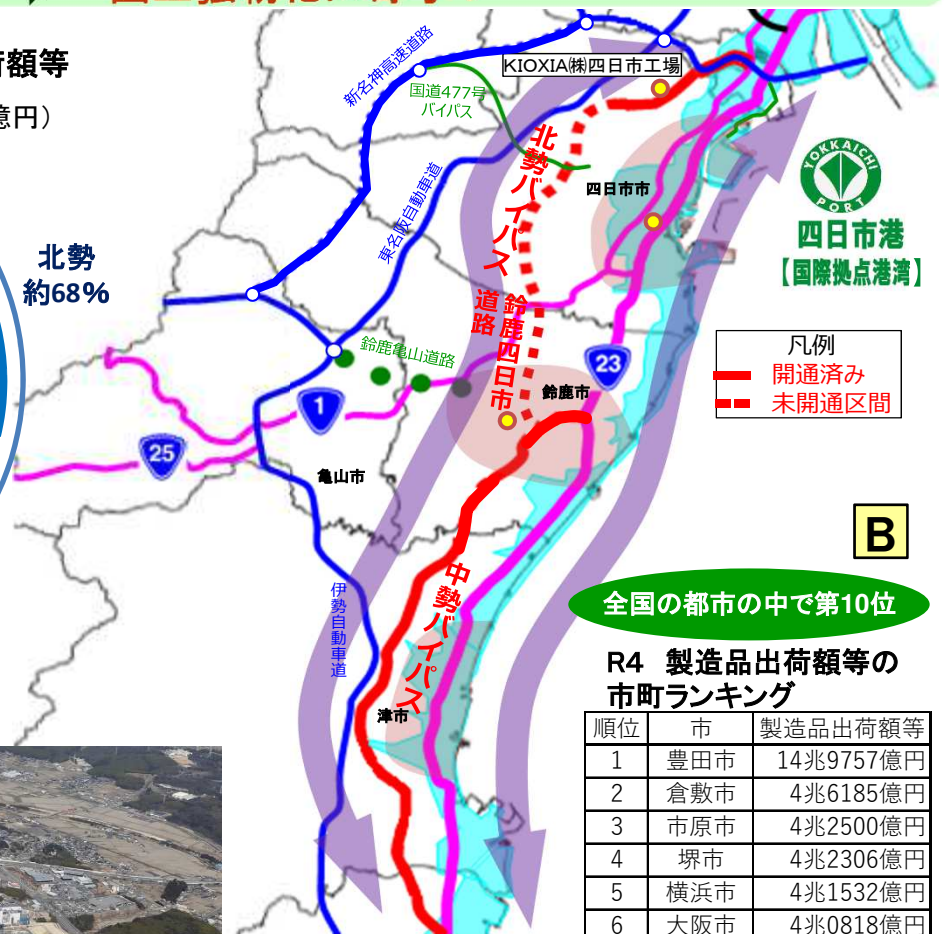 荷額等
億円）
北勢
約68%
新名神高速道路
国道477号
バイパス
KIOXIA㈱四日市工場
東名阪自動車道
北勢バイパス
四日市市
YOKKAICHI
PORT
四日市港
【国際拠点港湾】
鈴鹿四日市
道路
鈴鹿亀山道路
23
鈴鹿市
凡例
開通済み
未開通区間
1
25
亀山市
B
中勢バイパス
伊勢自動車道
津市
全国の都市の中で第10位
R4 製造品出荷額等の
市町ランキング
順位 市 製造品出荷額等
1 豊田市 14兆9757億円
2 倉敷市 4兆6185億円
3 市原市 4兆2500億円
4 堺市 4兆2306億円
5 横浜市 4兆1532億円
6 大阪市 4兆0818億円